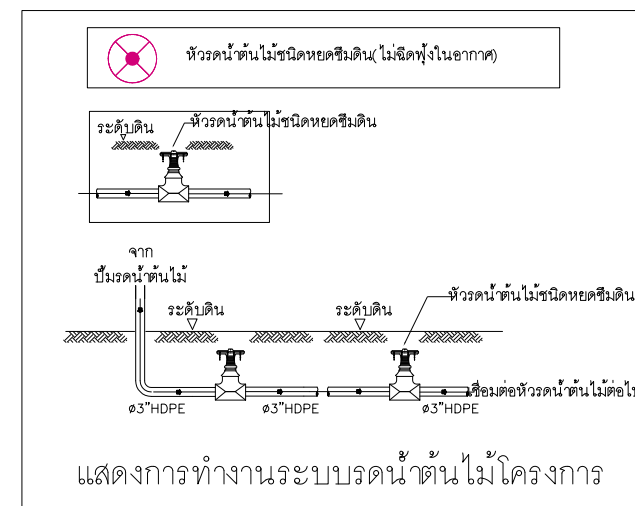 หัวรดน้ำต้นไม้ชนิดหยดซึมดิน(ไม่ฉีดฟุ้งในอากาศ)
หัวรดน้ำต้นไม้ชนิดหยดซึมดิน
ระดับดิน
จาก
ปั๊มรดน้ำต้นไม้
ระดับดิน
ระดับดิน
หัวรดน้ำต้นไม้ชนิดหยดซึมดิน
เชื่อมต่อหัวรดน้ำต้นไม้ต่อไป
ø3"HDPE
ø3"HDPE
ø3"HDPE
แสดงการทำงานระบบรดน้ำต้นไม้โครงการ